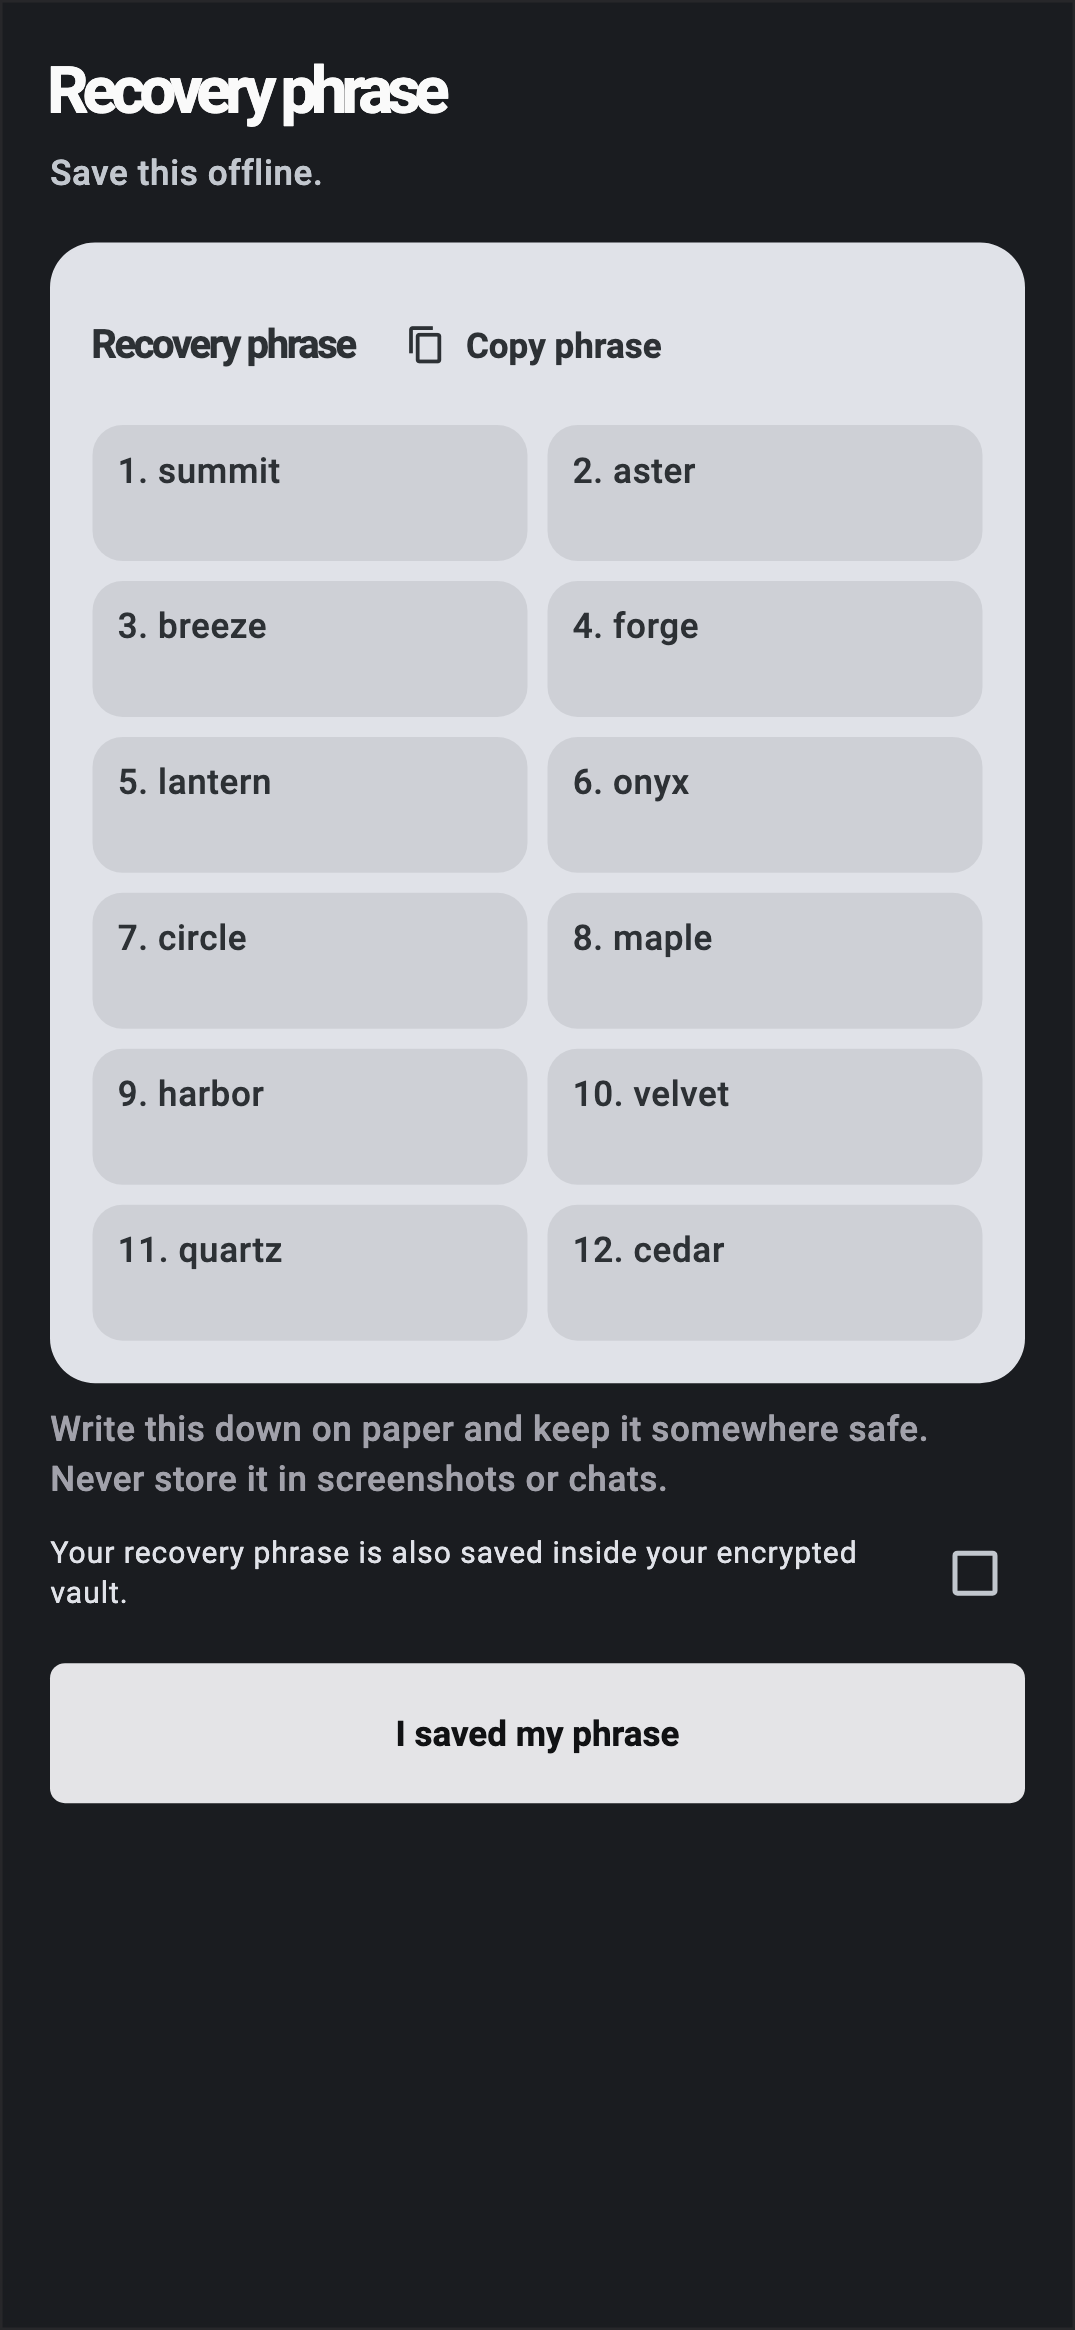 Recovery phrase
Save this offline.
Recovery phrase
Copy phrase
1. summit
2. aster
3. breeze
4. forge
5. lantern
6. onyx
7. circle
8. maple
9. harbor
10. velvet
11. quartz
12. cedar
Write this down on paper and keep it somewhere safe.
Never store it in screenshots or chats.
Your recovery phrase is also saved inside your encrypted
vault.
I saved my phrase